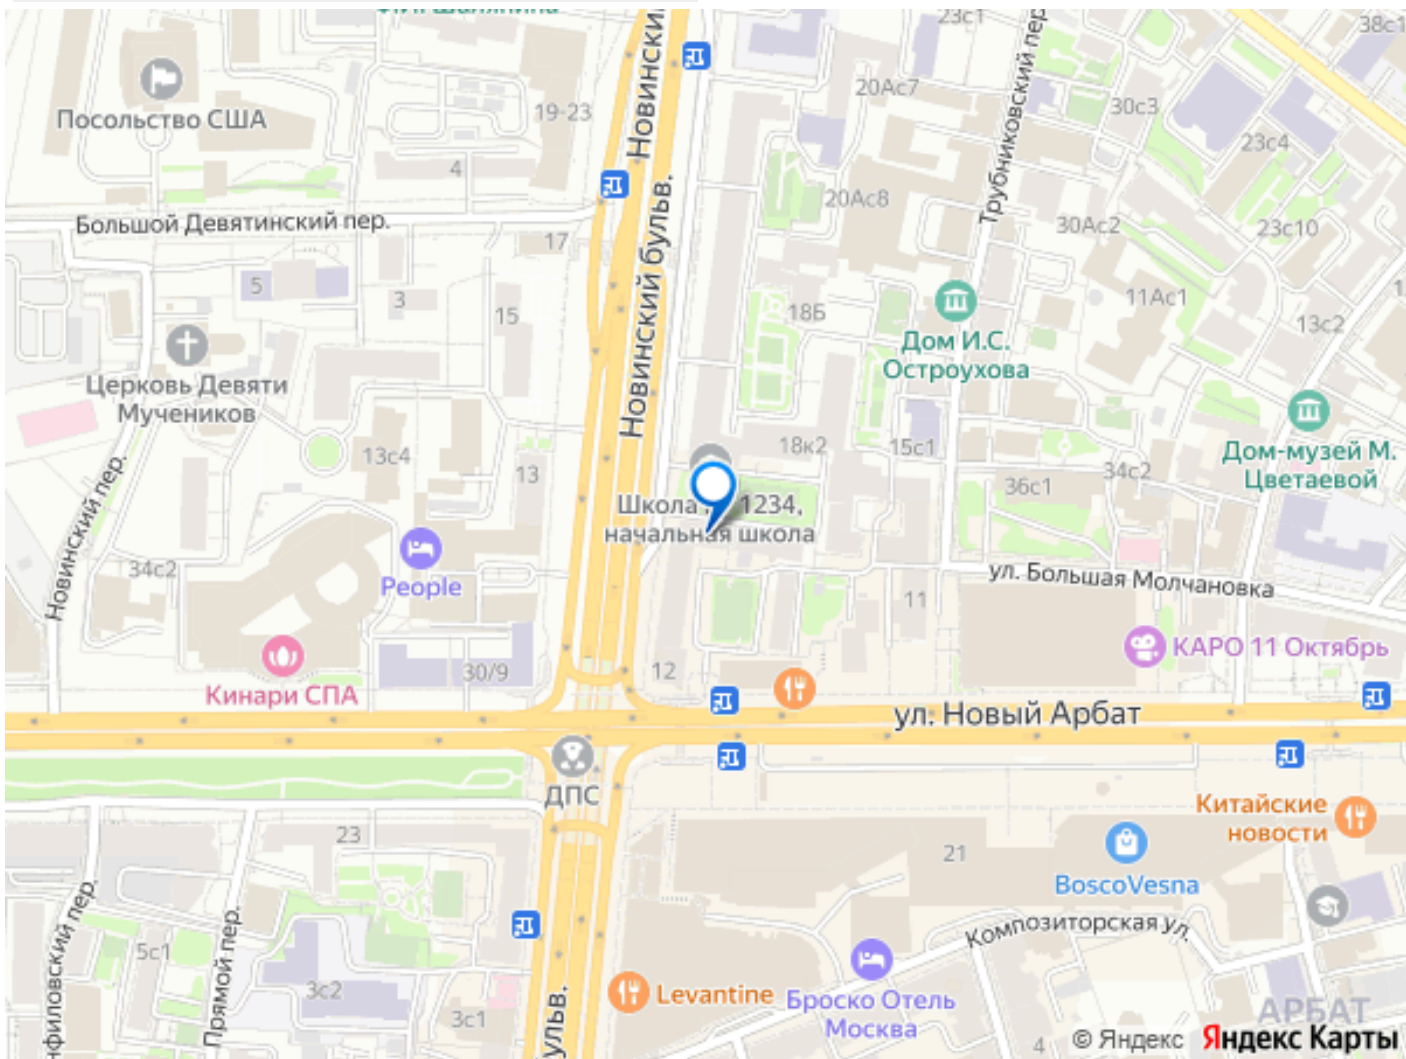 23с1
38с1
Новинский
Новинский бульв.
20Ас7
Трубниковский пер.
30с3
Посольство США
19-23
23с4
4
20Ас8
Большой Девятинский пер.
17
30Ас2
23с10
5
3
15
18Б
11Ас1
13с2
Дом И.С.
Остроухова
Церковь Девяти
Мучеников
Новинский бульв.
13с4
13
18к2
15с1
Дом-музей М.
Цветаевой
34с2
36с1
Школа
1234,
начальная школа
Новинский пер.
34с2
People
ул. Большая Молчановка
11
КАРО 11 Октябрь
12
30/9
Кинари СПА
ул. Новый Арбат
ДПС
Китайские
новости
23
21
BoscoVesna
Композиторская ул.
5с1
Прямой пер.
3с2
3с1
Levantine
Броско Отель
Москва
АРБАТ
4
© Яндекс Яндекс Карты